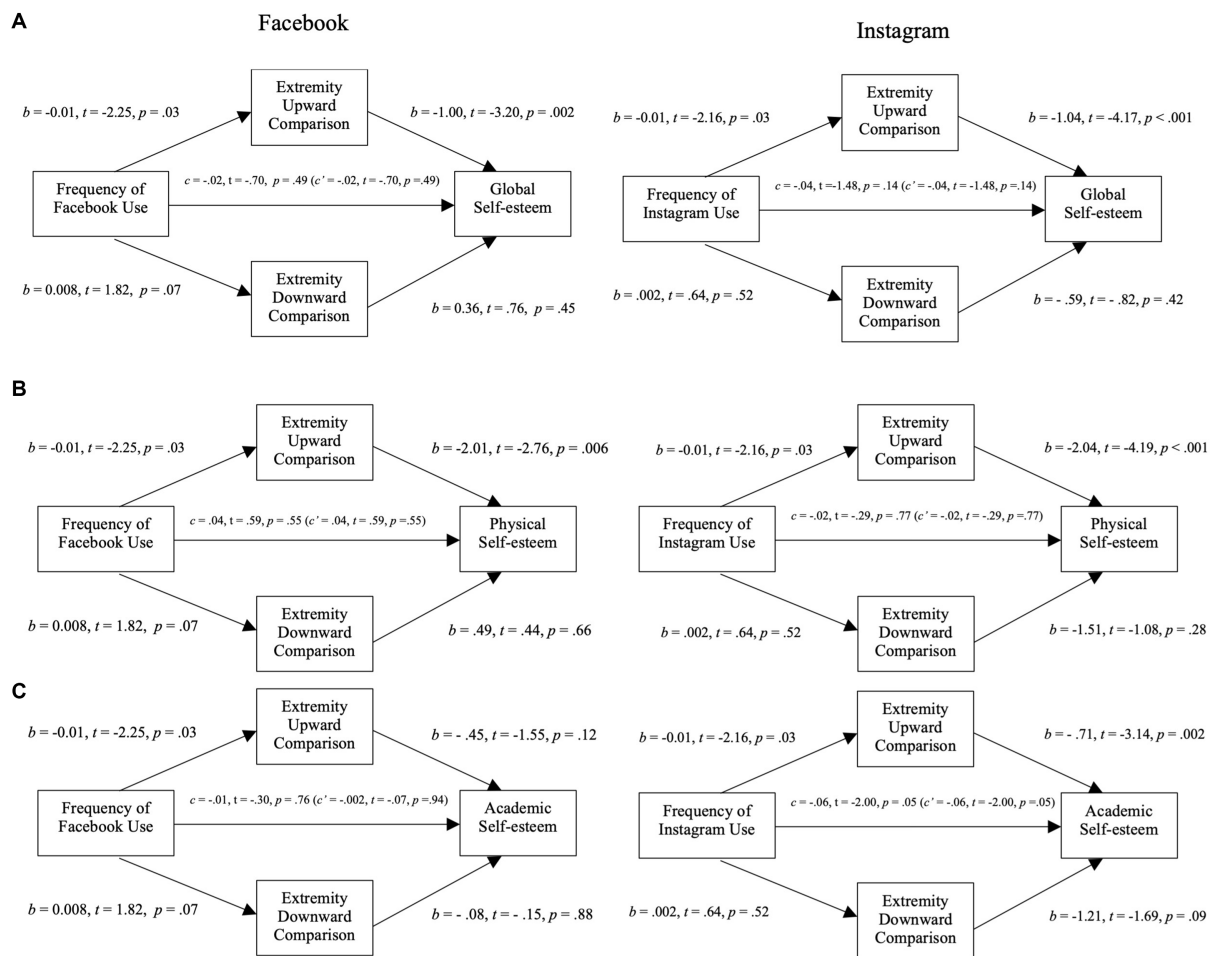 A
Facebook
Instagram
Extremity
Upward
Comparison
b = -0.01, t = -2.25, p = .03
b = -1.00, t = -3.20, p = .002
Frequency of
Facebook Use
c = -.02, t = -.70, p = .49 (c' = -.02, t = -.70, p =.49)
Global
Self-esteem
Extremity
Downward
Comparison
b = 0.008, t = 1.82, p = .07
b = 0.36, t = .76, p = .45
Extremity
Upward
Comparison
b = -0.01, t = -2.16, p = .03
b = -1.04, t = -4.17, p < .001
Frequency of
Instagram Use
c = -.04, t =-1.48, p = .14 (c' = -.04, t = -1.48, p =.14)
Global
Self-esteem
Extremity
Downward
Comparison
b = .002, t = .64, p = .52
b = - .59, t = - .82, p = .42
B
Extremity
Upward
Comparison
b = -0.01, t = -2.25, p = .03
b = -2.01, t = -2.76, p = .006
Frequency of
Facebook Use
c = .04, t = .59, p = .55 (c' = .04, t = .59, p =.55)
Physical
Self-esteem
Extremity
Downward
Comparison
b = 0.008, t = 1.82, p = .07
b = .49, t = .44, p = .66
Extremity
Upward
Comparison
b = -0.01, t = -2.16, p = .03
b = -2.04, t = -4.19, p < .001
Frequency of
Instagram Use
c = -.02, t = -.29, p = .77 (c' = -.02, t = -.29, p =.77)
Physical
Self-esteem
Extremity
Downward
Comparison
b = .002, t = .64, p = .52
b = -1.51, t = -1.08, p = .28
C
Extremity
Upward
Comparison
b = -0.01, t = -2.25, p = .03
b = - .45, t = -1.55, p = .12
Frequency of
Facebook Use
c = -.01, t = -.30, p = .76 (c' = -.002, t = -.07, p =.94)
Academic
Self-esteem
Extremity
Downward
Comparison
b = 0.008, t = 1.82, p = .07
b = - .08, t = - .15, p = .88
Extremity
Upward
Comparison
b = -0.01, t = -2.16, p = .03
b = - .71, t = -3.14, p = .002
Frequency of
Instagram Use
c = -.06, t = -2.00, p = .05 (c' = -.06, t = -2.00, p =.05)
Academic
Self-esteem
Extremity
Downward
Comparison
b = .002, t = .64, p = .52
b = -1.21, t = -1.69, p = .09